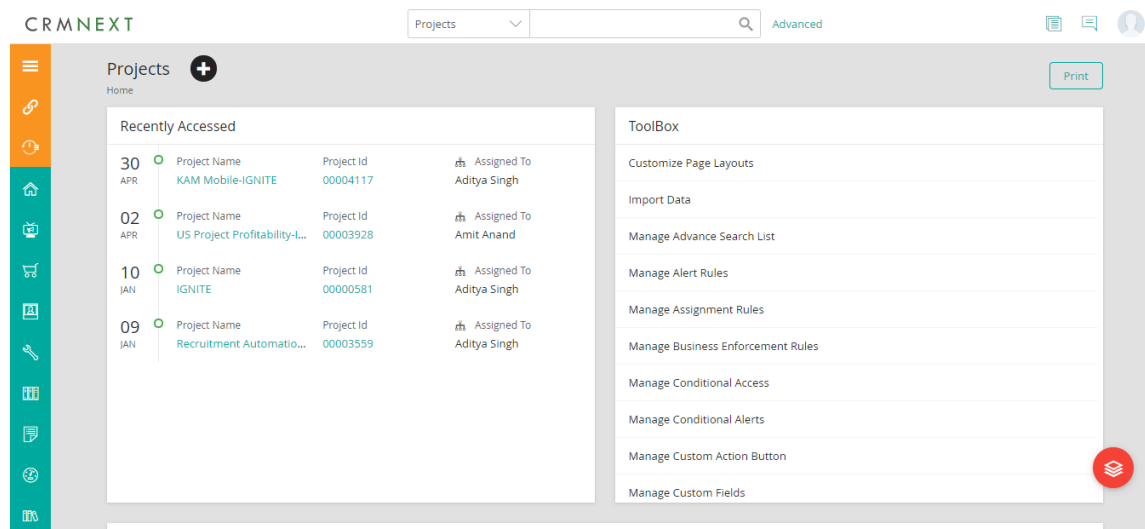 CRMNEXT
Projects
Advanced
Projects
Home
Print
Recently Accessed
30 APR
Project Name
KAM Mobile-IGNITE
Project Id
00004117
Assigned To
Aditya Singh
02 APR
Project Name
US Project Profitability-I...
Project Id
00003928
Assigned To
Amit Anand
10 JAN
Project Name
IGNITE
Project Id
00000581
Assigned To
Aditya Singh
09 JAN
Project Name
Recruitment Automatio...
Project Id
00003559
Assigned To
Aditya Singh
ToolBox
Customize Page Layouts
Import Data
Manage Advance Search List
Manage Alert Rules
Manage Assignment Rules
Manage Business Enforcement Rules
Manage Conditional Access
Manage Conditional Alerts
Manage Custom Action Button
Manage Custom Fields